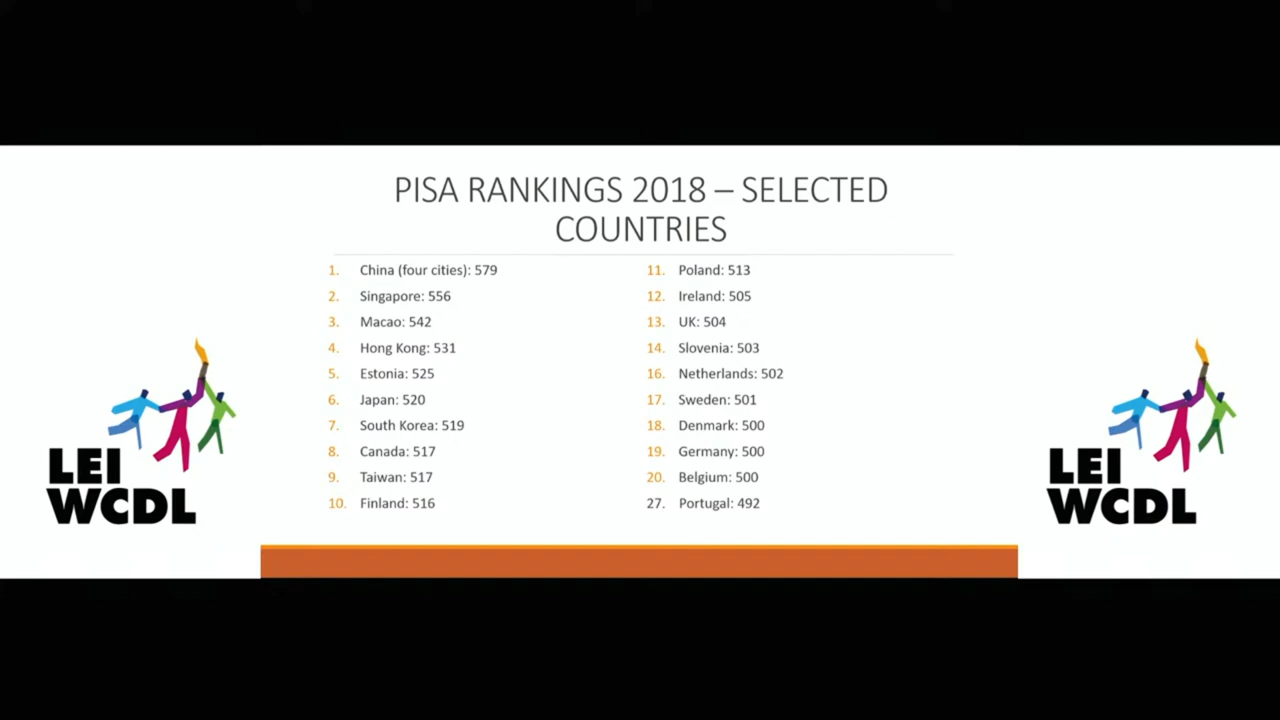 PISA RANKINGS 2018 – SELECTED
COUNTRIES
1. China (four cities): 579
2. Singapore: 556
3. Macao: 542
4. Hong Kong: 531
5. Estonia: 525
6. Japan: 520
7. South Korea: 519
8. Canada: 517
9. Taiwan: 517
10. Finland: 516
11. Poland: 513
12. Ireland: 505
13. UK: 504
14. Slovenia: 503
16. Netherlands: 502
17. Sweden: 501
18. Denmark: 500
19. Germany: 500
20. Belgium: 500
27. Portugal: 492
LEI
WCDL
LEI
WCDL